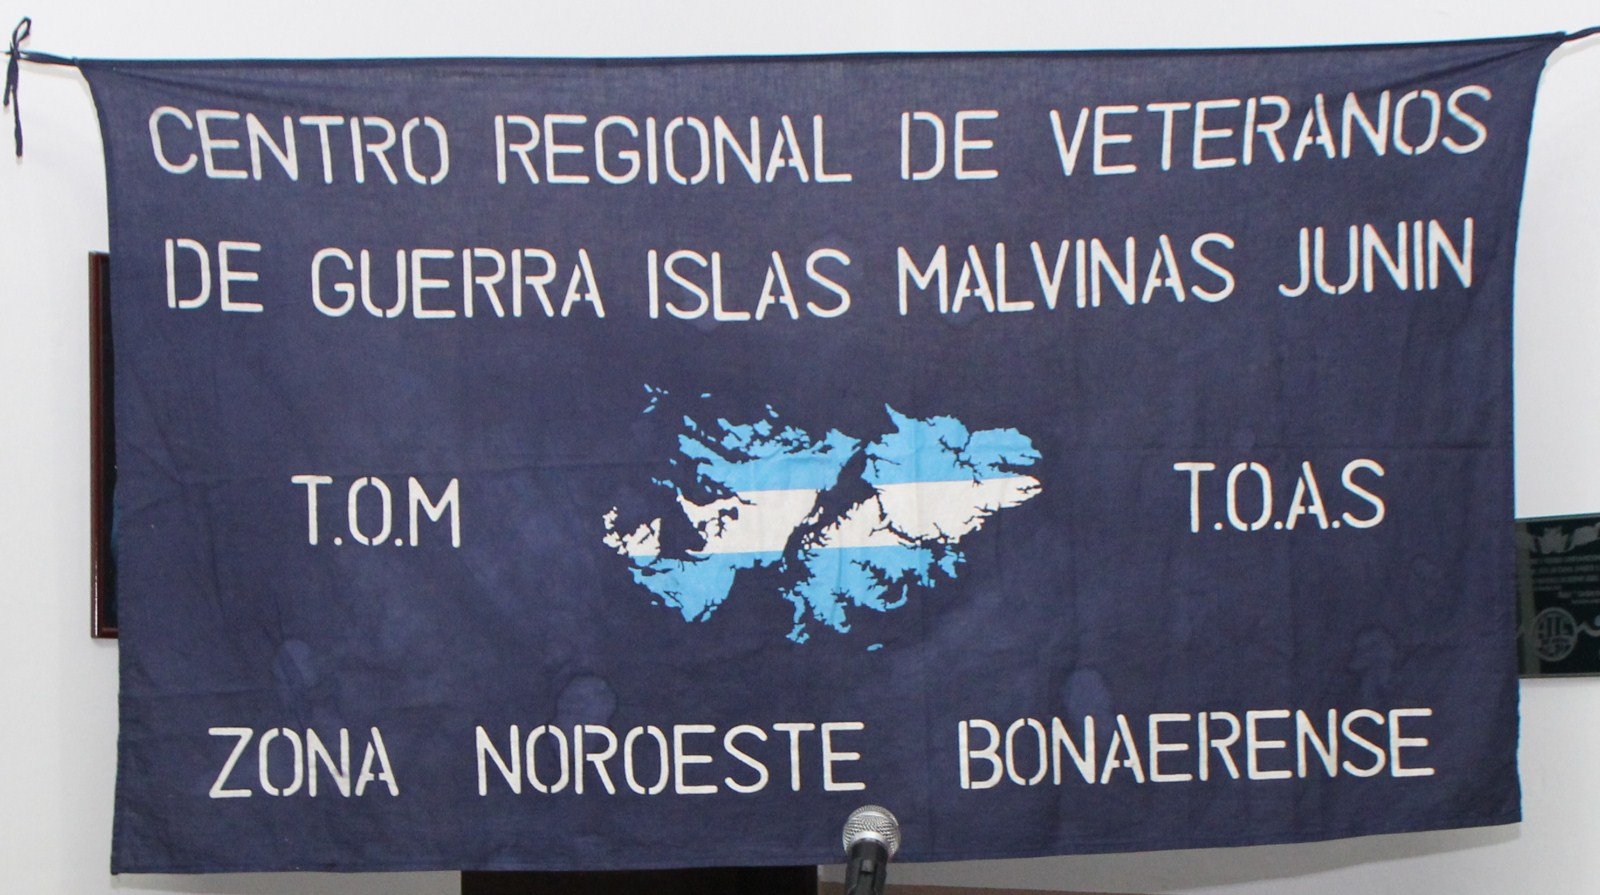 CENTRO REGIONAL DE VETERANOS
DE GUERRA ISLAS MALVINAS JUNIN
T.O.M T.O.A.S
ZONA NOROESTE BONAERENSE